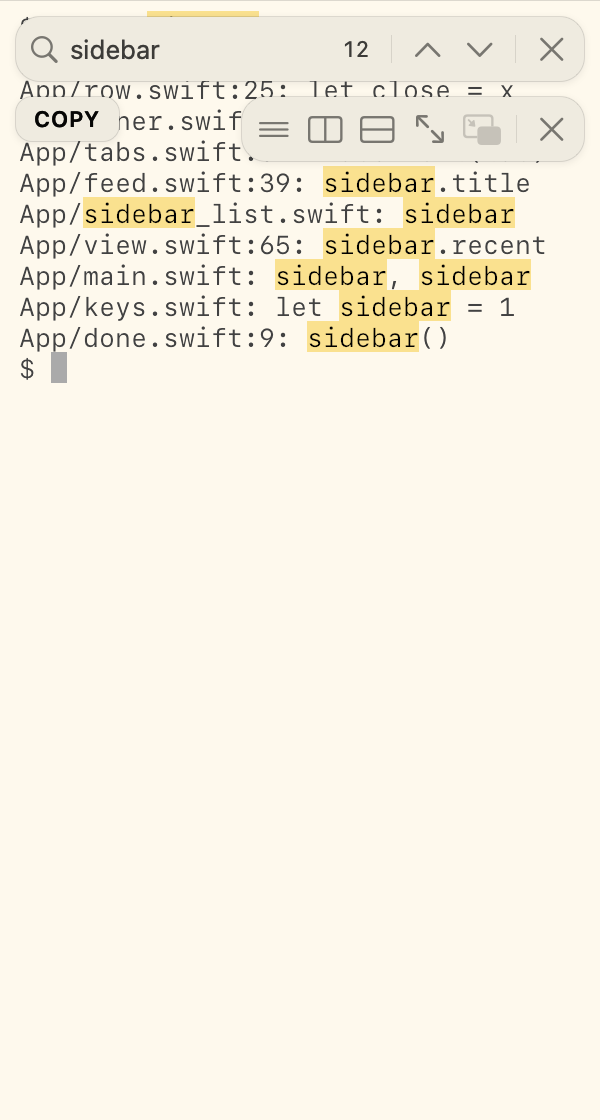 sidebar 12
App/row.swift:25: let close = x
COPY
App/tabs.swift:
App/feed.swift:39: sidebar.title
App/sidebar_list.swift: sidebar
App/view.swift:65: sidebar.recent
App/main.swift: sidebar, sidebar
App/keys.swift: let sidebar = 1
App/done.swift:9: sidebar()
$